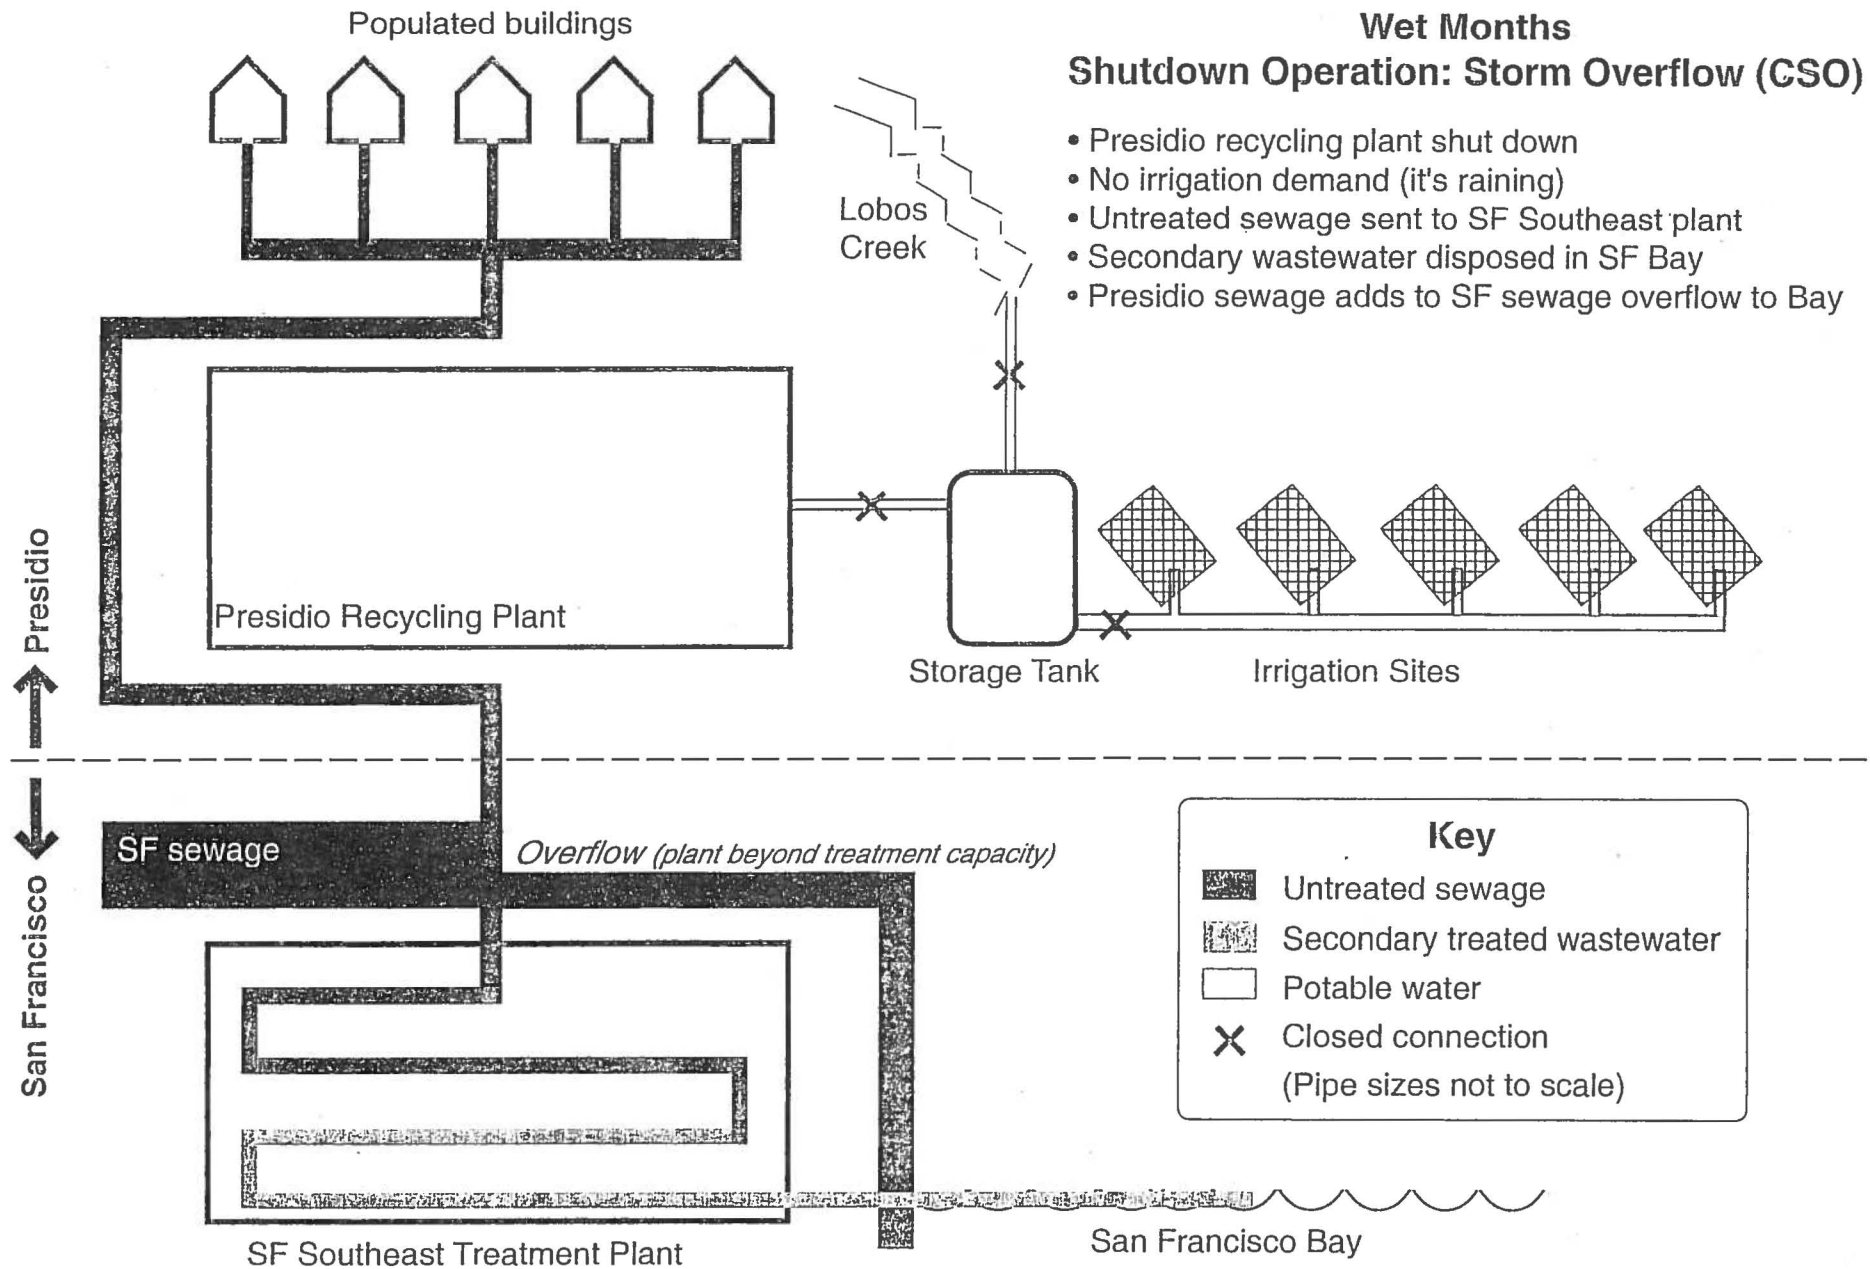 Populated buildings
Wet Months
Shutdown Operation: Storm Overflow (CSO)
• Presidio recycling plant shut down
• No irrigation demand (it's raining)
• Untreated sewage sent to SF Southeast plant
• Secondary wastewater disposed in SF Bay
• Presidio sewage adds to SF sewage overflow to Bay
Lobos
Creek
Presidio Recycling Plant
Storage Tank
Irrigation Sites
Presidio
San Francisco
SF sewage
Overflow (plant beyond treatment capacity)
Key
Untreated sewage
Secondary treated wastewater
Potable water
Closed connection
(Pipe sizes not to scale)
SF Southeast Treatment Plant
San Francisco Bay